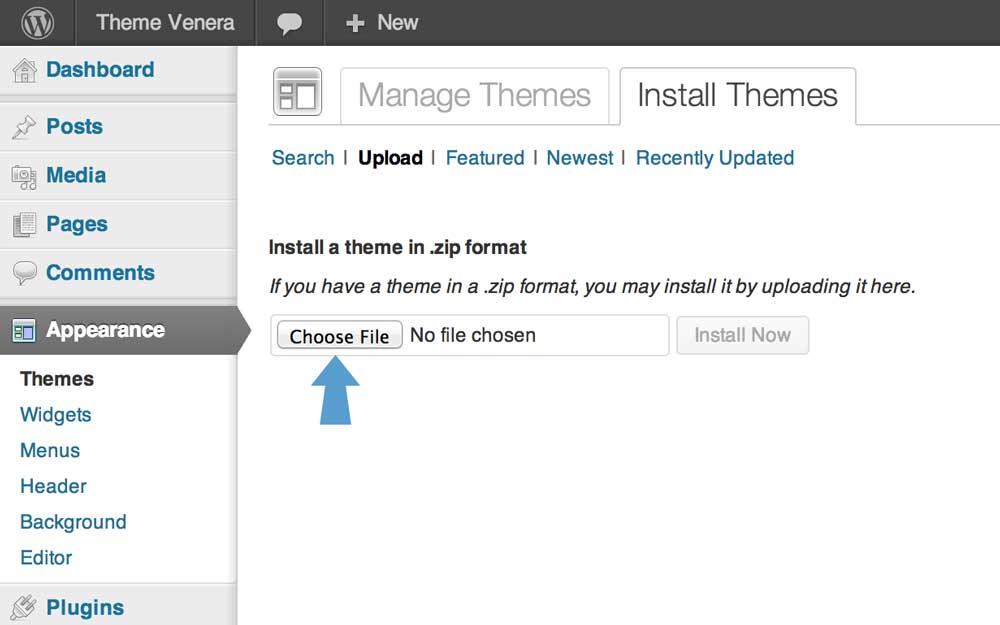 Theme Venera + New
Dashboard
Posts
Media
Pages
Comments
Appearance
Themes
Widgets
Menus
Header
Background
Editor
Plugins
Manage Themes Install Themes
Search | Upload | Featured | Newest | Recently Updated
Install a theme in .zip format
If you have a theme in a .zip format, you may install it by uploading it here.
Choose File No file chosen Install Now